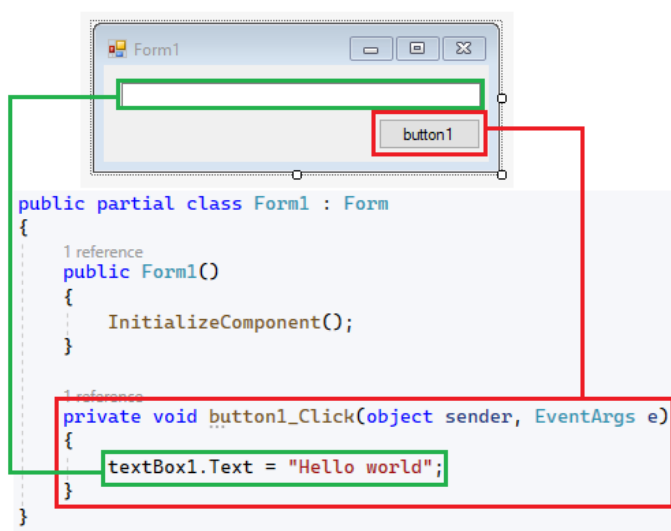 Form1
button1
public partial class Form1 : Form
{
1 reference
public Form1()
{
InitializeComponent();
}
1 reference
private void button1_Click(object sender, EventArgs e)
{
textBox1.Text = "Hello world";
}
}